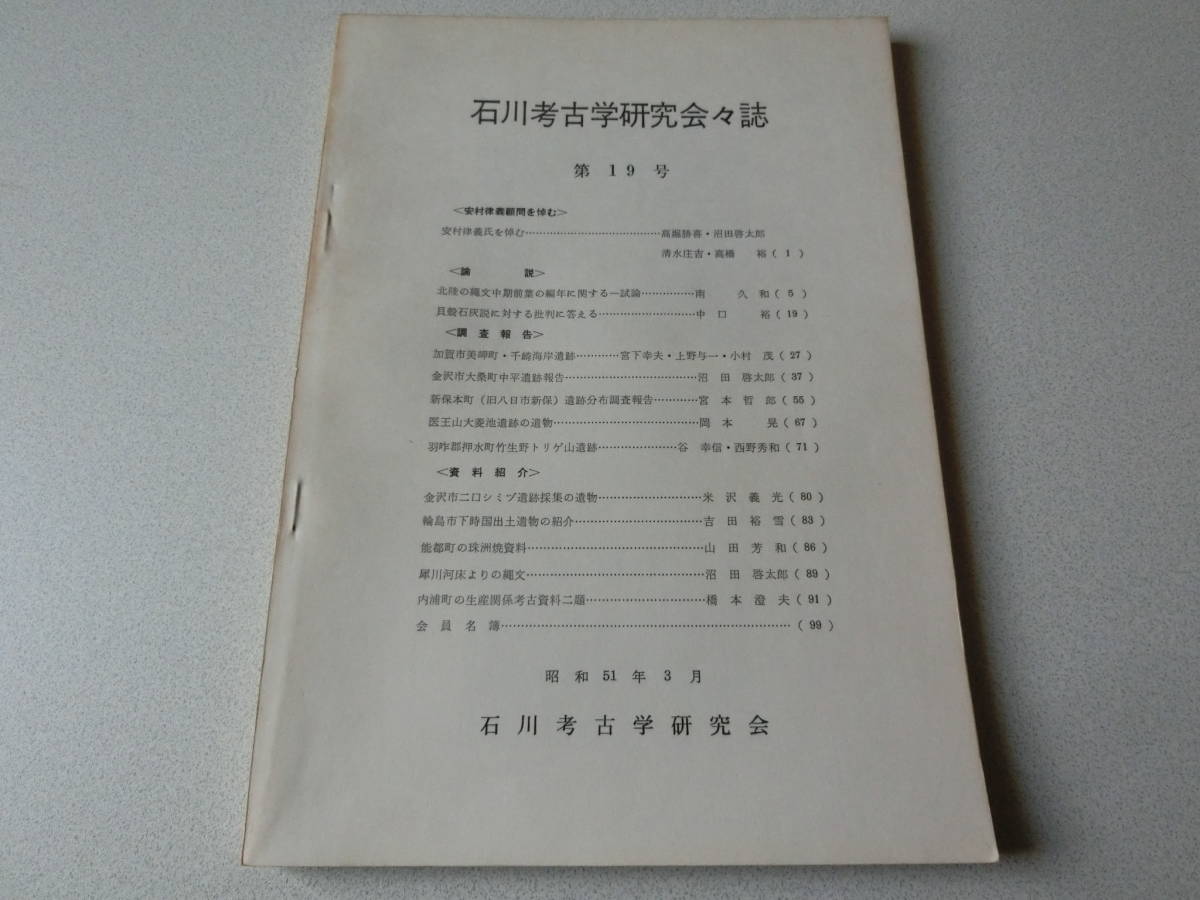 石川考古学研究会々誌
第 19 号
<安村律義顧問を悼む>
安村律義氏を悼む……………………………………高堀勝喜・沼田啓太郎
清水庄吉・高橋 裕( 1 )
<論 説>
北陸の縄文中期前葉の編年に関する一試論……………南 久 和( 5 )
貝殻石灰説に対する批判に答える………………………中 口 裕( 19 )
<調 査 報 告>
加賀市美岬町・千崎海岸遺跡…………宮下幸夫・上野与一・小村 茂( 27 )
金沢市大桑町中平遺跡報告…………………………………沼 田 啓太郎( 37 )
新保本町(旧八日市新保)遺跡分布調査報告…………宮 本 哲 郎( 55 )
医王山大菱池遺跡の遺物……………………………………岡 本 晃( 67 )
羽咋郡押水町竹生野トリゲ山遺跡……………………谷 幸信・西野秀和( 71 )
<資 料 紹 介>
金沢市二口シミヅ遺跡採集の遺物…………………………米 沢 義 光( 80 )
輪島市下時国出土遺物の紹介………………………………吉 田 裕 雪( 83 )
能都町の珠洲焼資料…………………………………………山 田 芳 和( 86 )
犀川河床よりの縄文…………………………………………沼 田 啓太郎( 89 )
内浦町の生産関係考古資料二題……………………………橋 本 澄 夫( 91 )
会 員 名 簿………………………………………………………………………( 99 )
昭 和 51 年 3 月
石 川 考 古 学 研 究 会